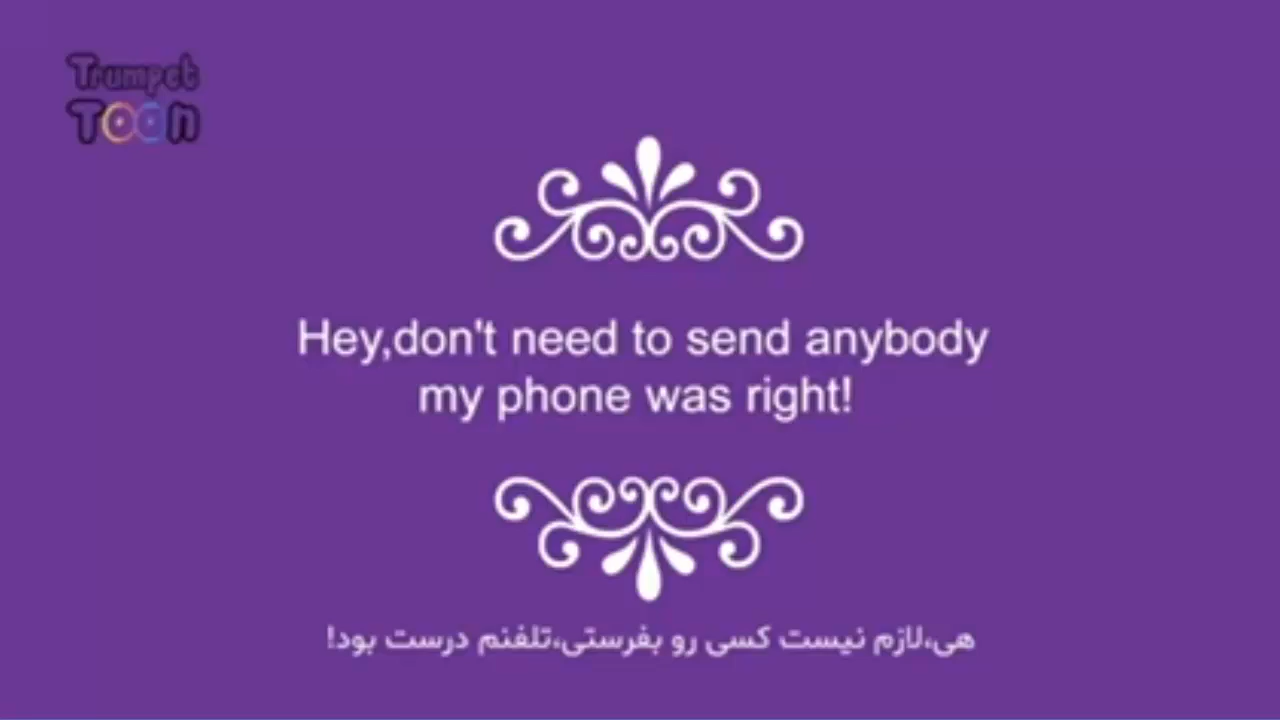 Trumpet
Toon
Hey,don't need to send anybody
my phone was right!
هی،لازم نیست کسی رو بفرستی،تلفنم درست بود!